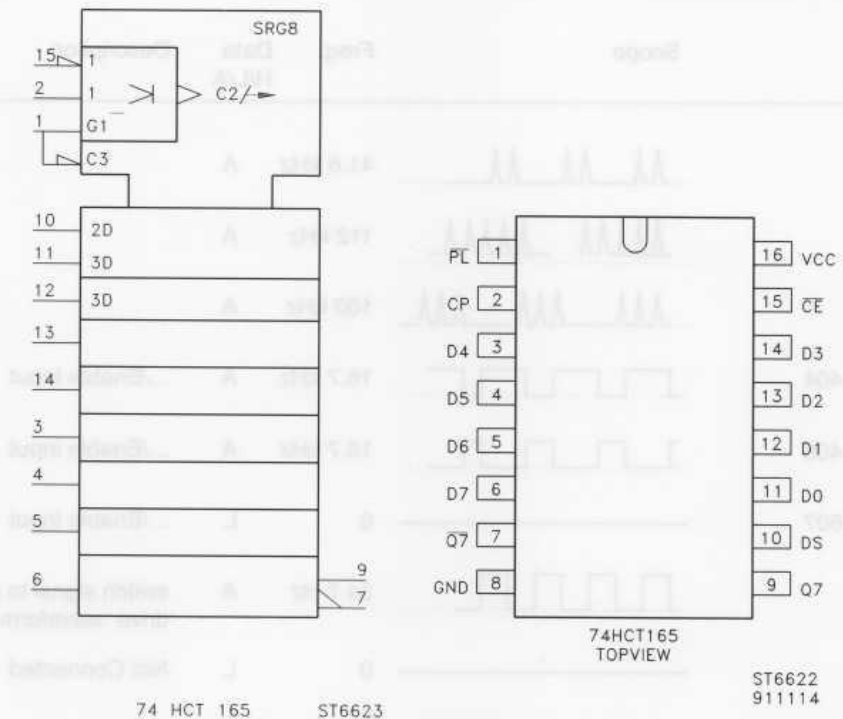 SRG8
15 1
2 1 C2/
1 G1
C3
10 2D
11 3D
12 3D
13
14
3
4
5
6
9
7
74 HCT 165 ST6623
PL 1 16 VCC
CP 2 15 CE
D4 3 14 D3
D5 4 13 D2
D6 5 12 D1
D7 6 11 D0
Q7 7 10 DS
GND 8 9 Q7
74HCT165
TOPVIEW
ST6622
911114